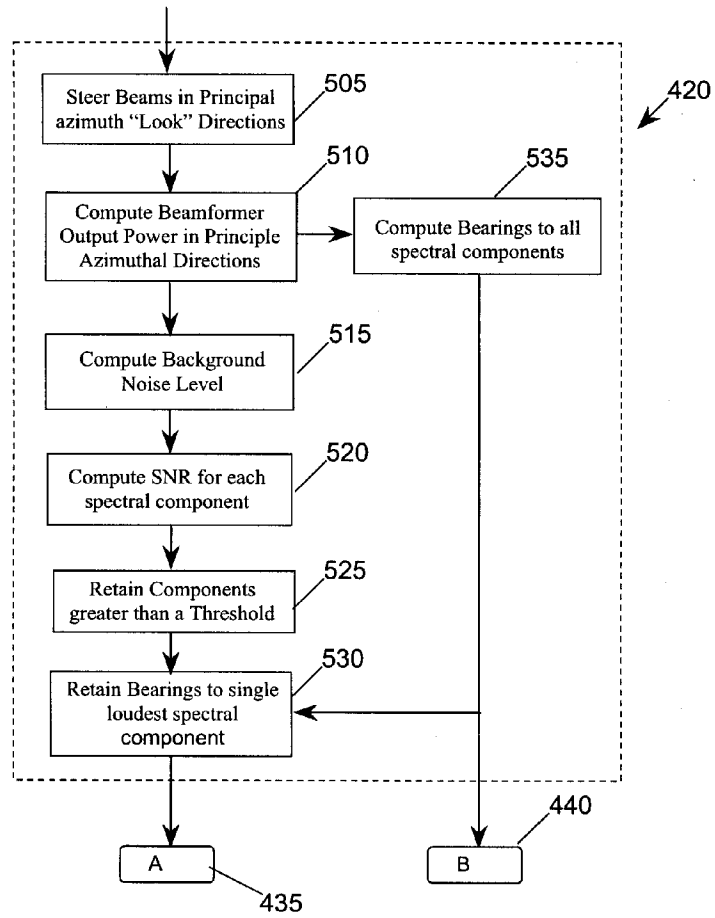 505
Steer Beams in Principal
azimuth “Look” Directions
420
510
535
Compute Beamformer
Output Power in Principle
Azimuthal Directions
Compute Bearings to all
spectral components
515
Compute Background
Noise Level
520
Compute SNR for each
spectral component
525
Retain Components
greater than a Threshold
530
Retain Bearings to single
loudest spectral
component
440
A
B
435